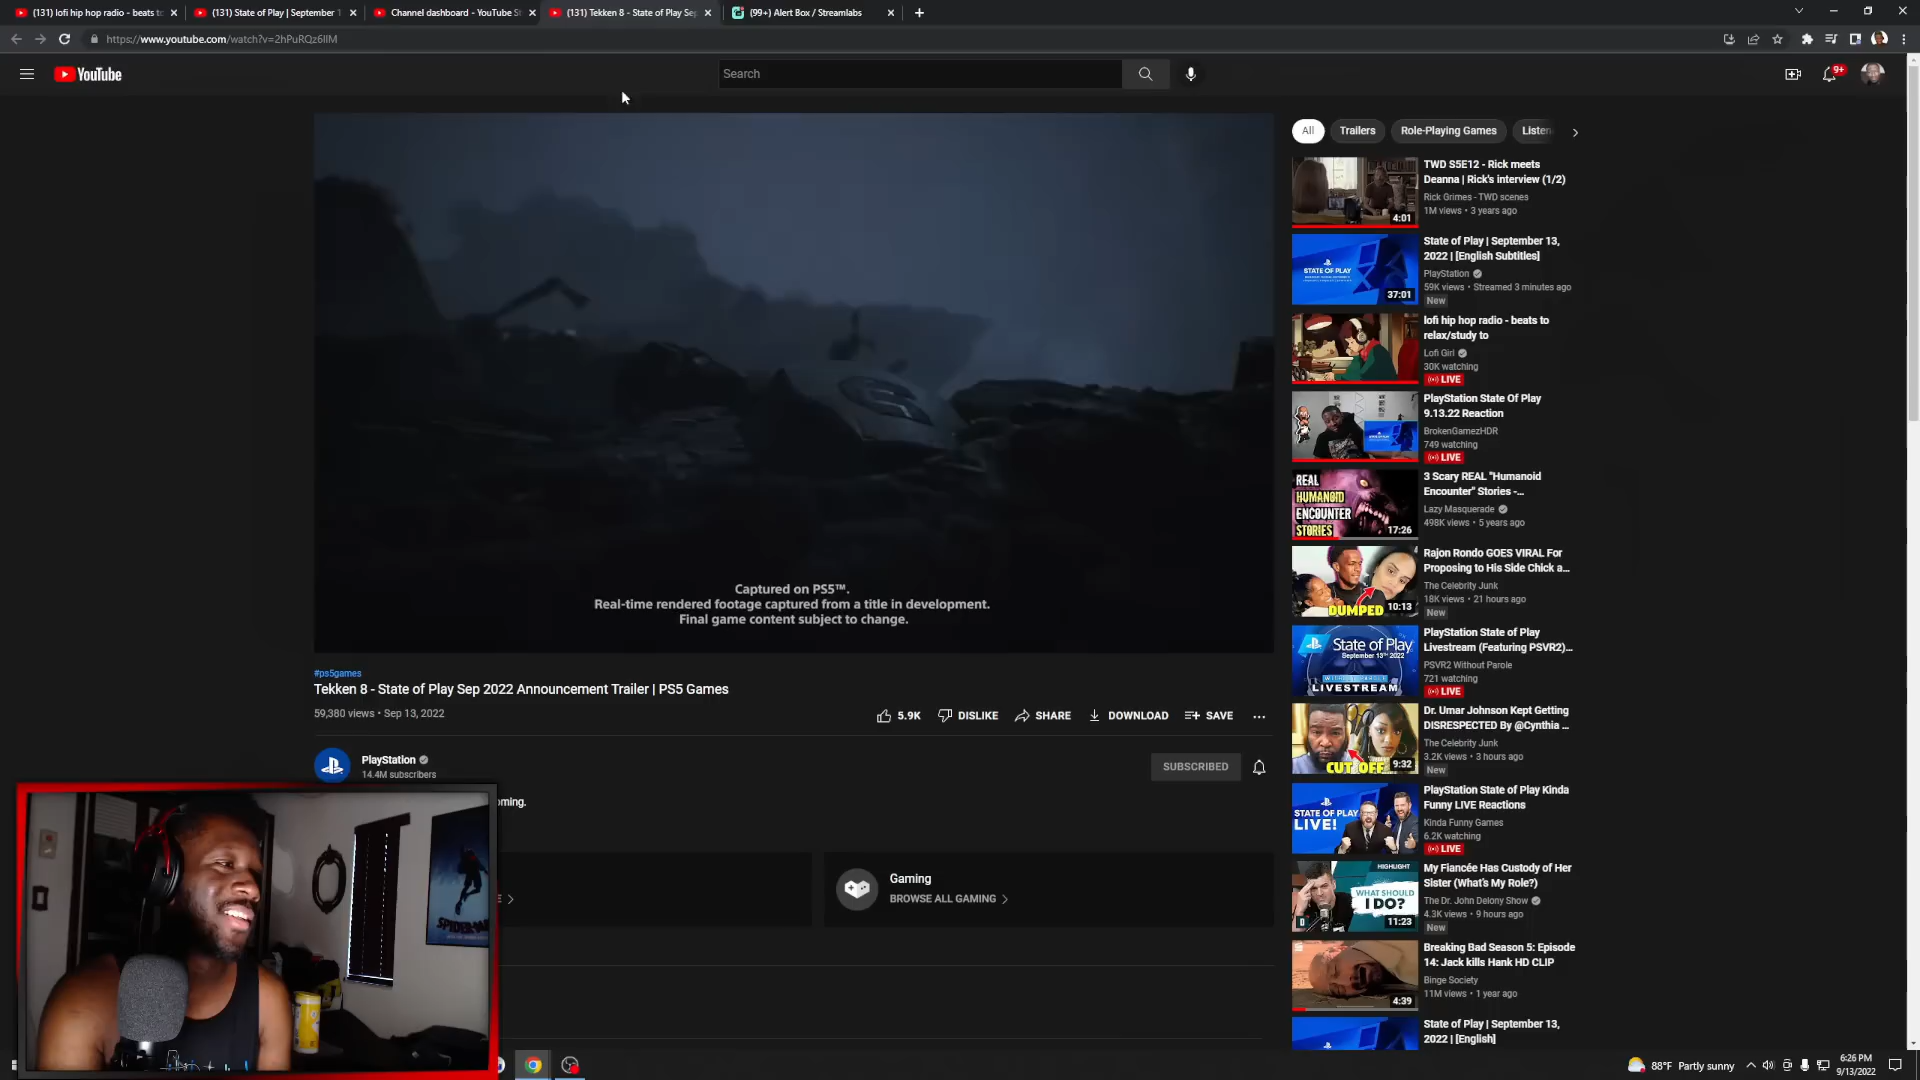 (131) lofi hip hop radio - beats to
(131) State of Play | September 1
Channel dashboard - YouTube St
(131) Tekken 8 - State of Play Sep
(99+) Alert Box / Streamlabs
https://www.youtube.com/watch?v=2hPuRQz6IlM
YouTube
Search
9+
Captured on PS5™.
Real-time rendered footage captured from a title in development.
Final game content subject to change.
#ps5games
Tekken 8 - State of Play Sep 2022 Announcement Trailer | PS5 Games
59,380 views • Sep 13, 2022
5.9K
DISLIKE
SHARE
DOWNLOAD
SAVE
PlayStation
14.4M subscribers
SUBSCRIBED
oming.
Gaming
BROWSE ALL GAMING
All
Trailers
Role-Playing Games
Listen
4:01
TWD S5E12 - Rick meets
Deanna | Rick's interview (1/2)
Rick Grimes - TWD scenes
1M views • 3 years ago
STATE OF PLAY
37:01
State of Play | September 13,
2022 | [English Subtitles]
PlayStation
59K views • Streamed 3 minutes ago
New
lofi hip hop radio - beats to
relax/study to
Lofi Girl
30K watching
LIVE
PlayStation State Of Play
9.13.22 Reaction
BrokenGamezHDR
749 watching
LIVE
REAL
HUMANOID
ENCOUNTER
STORIES
17:26
3 Scary REAL "Humanoid
Encounter" Stories -...
Lazy Masquerade
498K views • 5 years ago
DUMPED
10:13
Rajon Rondo GOES VIRAL For
Proposing to His Side Chick a...
The Celebrity Junk
18K views • 21 hours ago
New
State of Play
September 13th 2022
LIVESTREAM
PlayStation State of Play
Livestream (Featuring PSVR2)...
PSVR2 Without Parole
721 watching
LIVE
CUT OFF
9:32
Dr. Umar Johnson Kept Getting
DISRESPECTED By @Cynthia ...
The Celebrity Junk
3.2K views • 3 hours ago
New
STATE OF PLAY
LIVE!
PlayStation State of Play Kinda
Funny LIVE Reactions
Kinda Funny Games
6.2K watching
LIVE
HIGHLIGHT
WHAT SHOULD
I DO?
11:23
My Fiancée Has Custody of Her
Sister (What's My Role?)
The Dr. John Delony Show
4.3K views • 9 hours ago
New
4:39
Breaking Bad Season 5: Episode
14: Jack kills Hank HD CLIP
Binge Society
11M views • 1 year ago
State of Play | September 13,
2022 | [English]
SPIDER-MAN
88°F Partly sunny
6:26 PM
9/13/2022